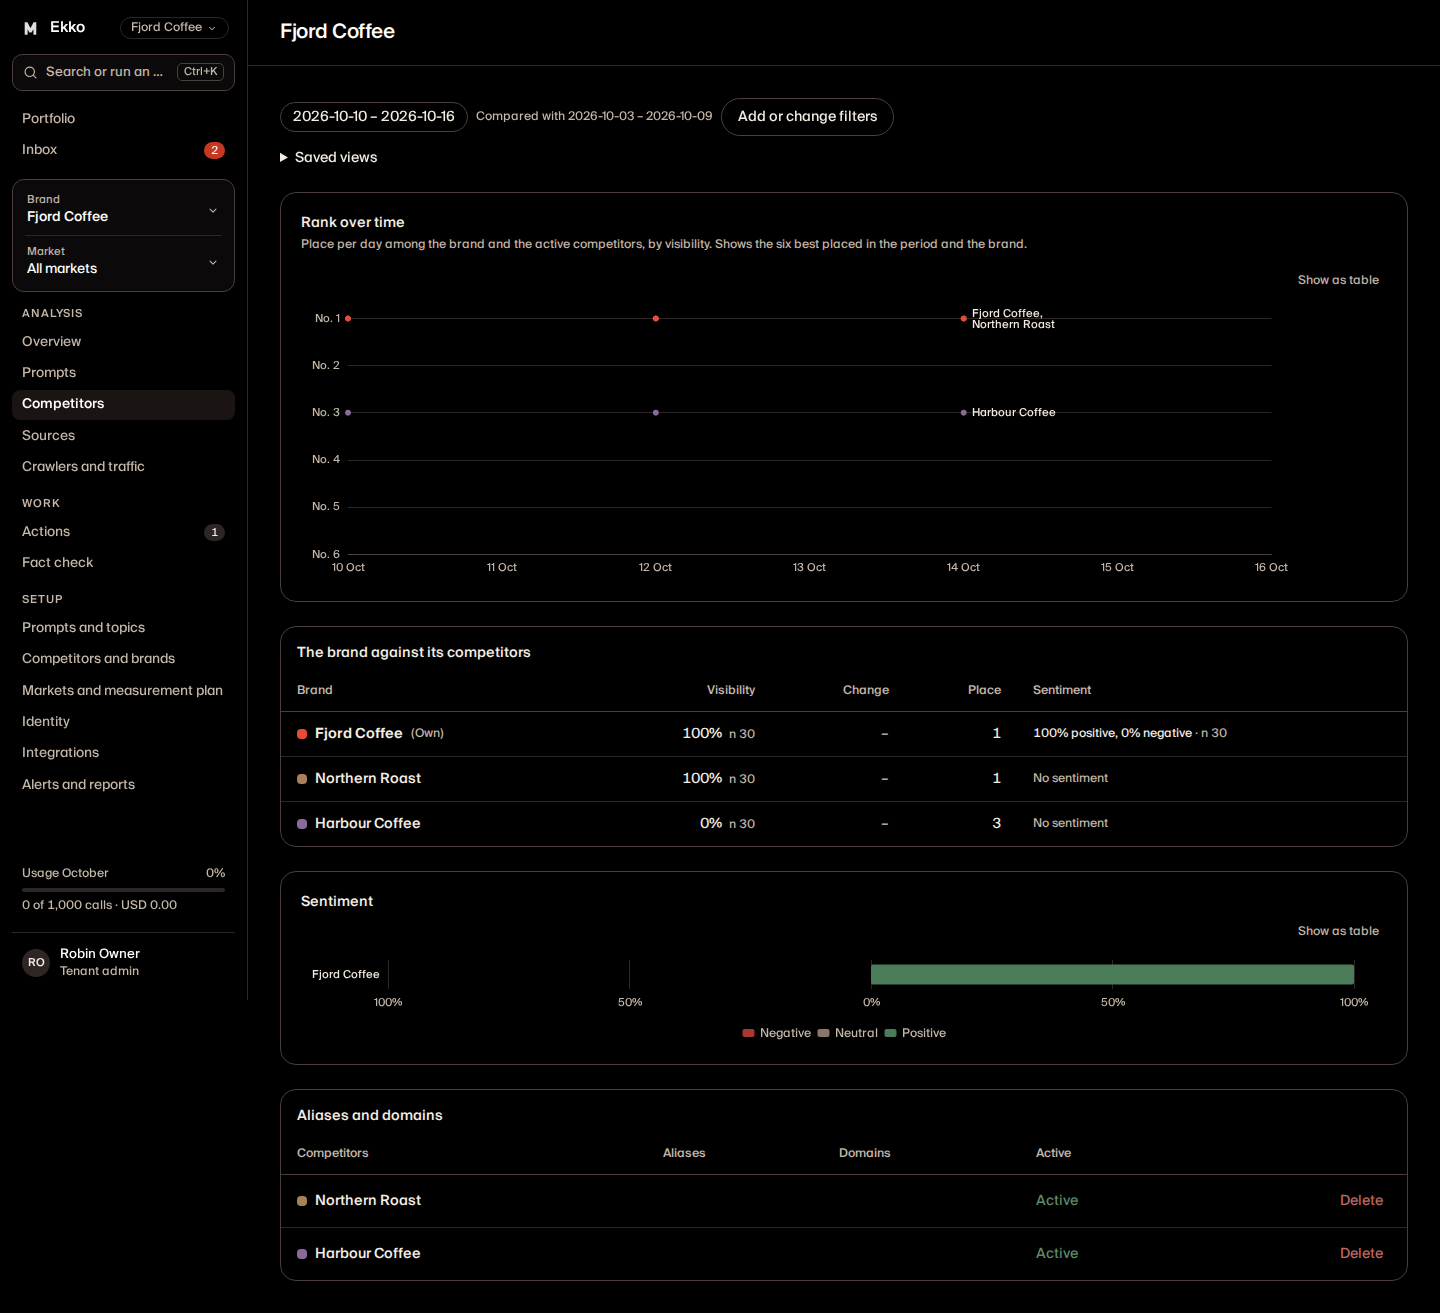 Ekko
Fjord Coffee
Search or run an ...
Ctrl+K
Portfolio
Inbox
2
Brand
Fjord Coffee
Market
All markets
ANALYSIS
Overview
Prompts
Competitors
Sources
Crawlers and traffic
WORK
Actions
1
Fact check
SETUP
Prompts and topics
Competitors and brands
Markets and measurement plan
Identity
Integrations
Alerts and reports
Usage October
0%
0 of 1,000 calls · USD 0.00
RO
Robin Owner
Tenant admin
Fjord Coffee
2026-10-10 – 2026-10-16
Compared with 2026-10-03 – 2026-10-09
Add or change filters
Saved views
Rank over time
Place per day among the brand and the active competitors, by visibility. Shows the six best placed in the period and the brand.
Show as table
No. 1
Fjord Coffee,
Northern Roast
No. 2
No. 3
Harbour Coffee
No. 4
No. 5
No. 6
10 Oct 11 Oct 12 Oct 13 Oct 14 Oct 15 Oct 16 Oct
The brand against its competitors
Brand Visibility Change Place Sentiment
Fjord Coffee (Own) 100% n 30 – 1 100% positive, 0% negative · n 30
Northern Roast 100% n 30 – 1 No sentiment
Harbour Coffee 0% n 30 – 3 No sentiment
Sentiment
Show as table
Fjord Coffee
100% 50% 0% 50% 100%
Negative Neutral Positive
Aliases and domains
Competitors Aliases Domains Active
Northern Roast Active Delete
Harbour Coffee Active Delete